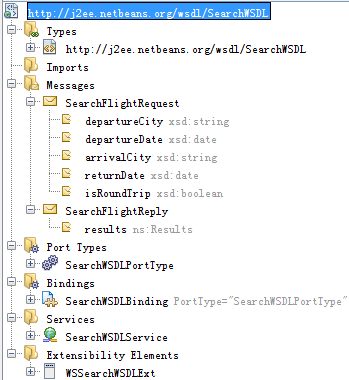 http://j2ee.netbeans.org/wsdl/SearchWSDL
Types
http://j2ee.netbeans.org/wsdl/SearchWSDL
Imports
Messages
SearchFlightRequest
departureCity xsd:string
departureDate xsd:date
arrivalCity xsd:string
returnDate xsd:date
isRoundTrip xsd:boolean
SearchFlightReply
results ns:Results
Port Types
SearchWSDLPortType
Bindings
SearchWSDLBinding PortType="SearchWSDLPortType"
Services
SearchWSDLService
Extensibility Elements
WSSearchWSDLExt